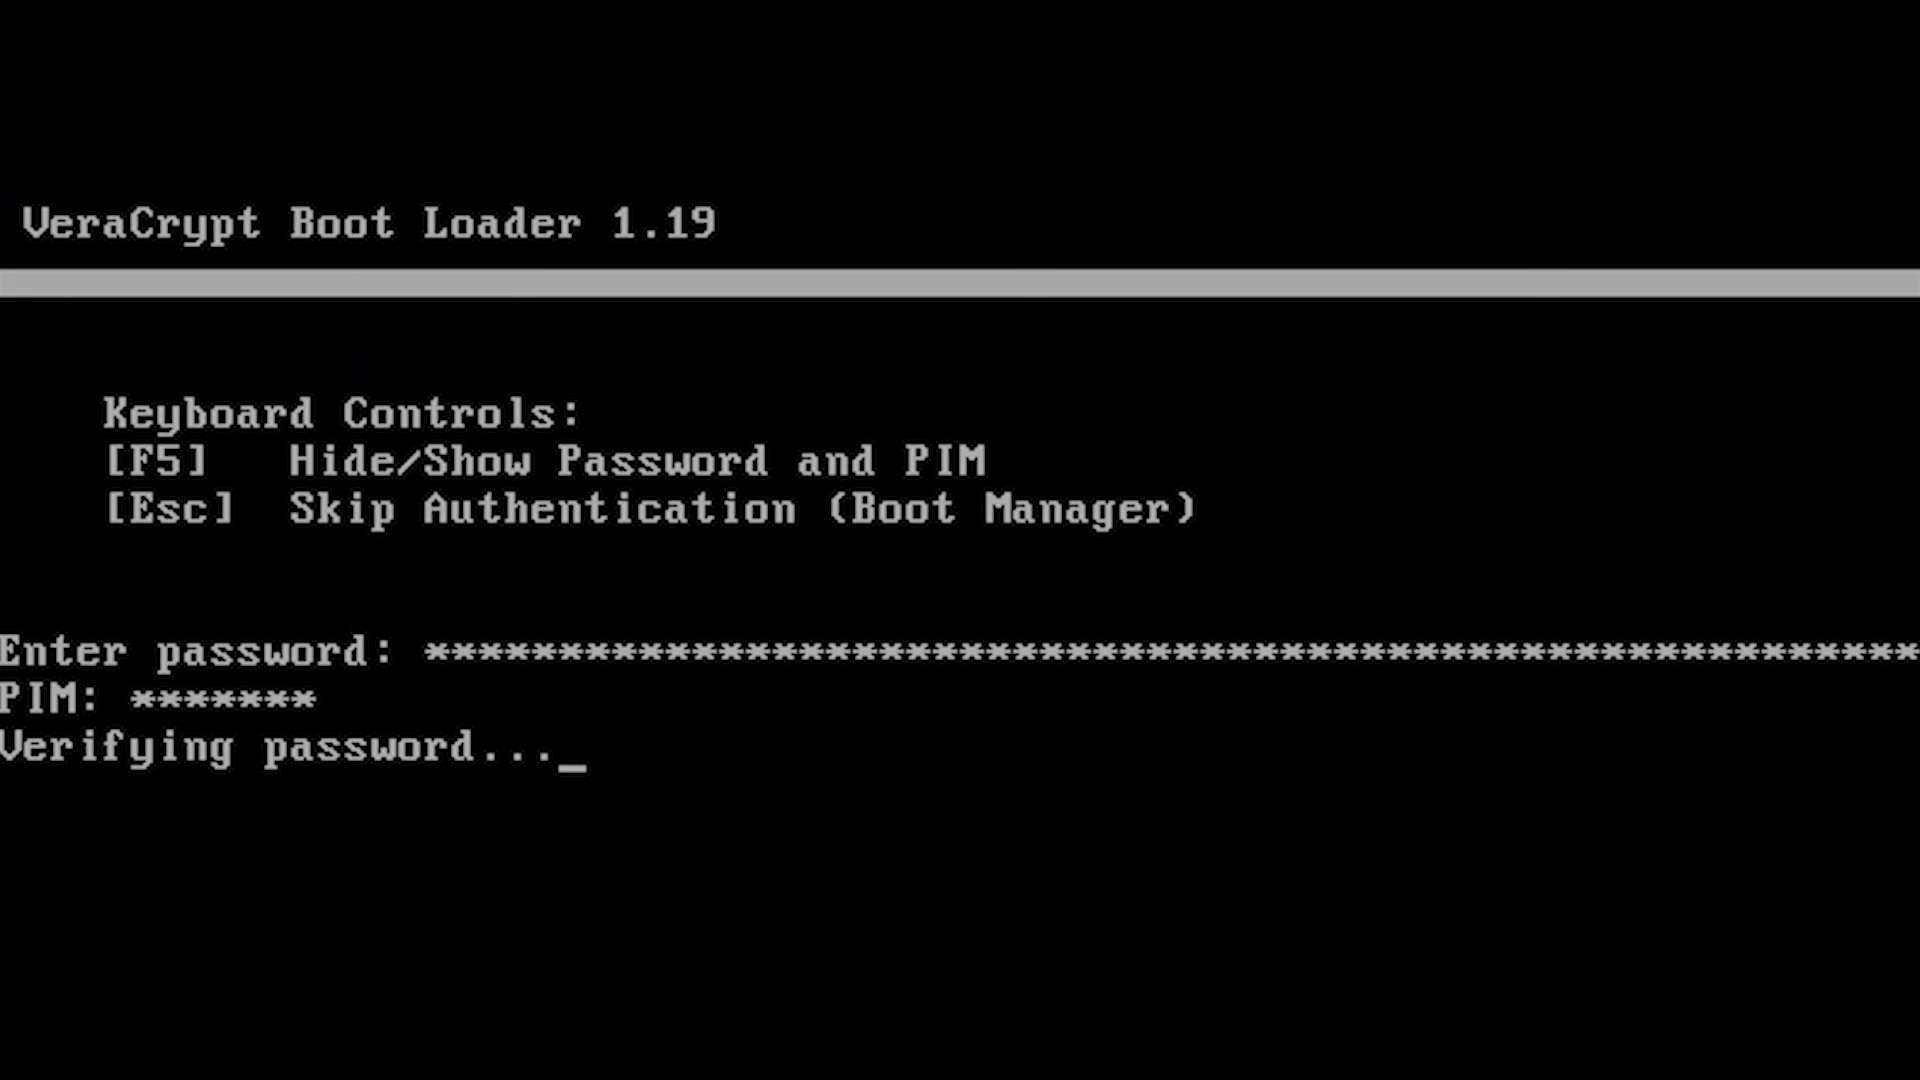 VeraCrypt Boot Loader 1.19
Keyboard Controls:
[F5] Hide/Show Password and PIM
[Esc] Skip Authentication (Boot Manager)
Enter password: ********************************************************
PIM: *******
Verifying password..._